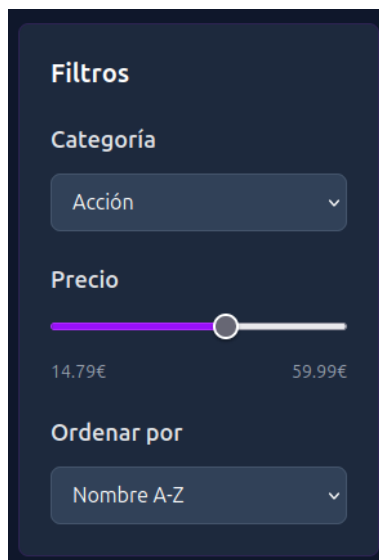 Filtros
Categoría
Acción
Precio
14.79€ 59.99€
Ordenar por
Nombre A-Z